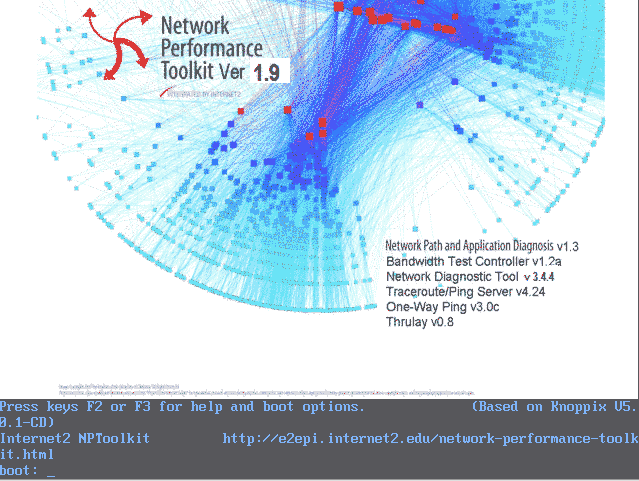 Network
Performance
Toolkit Ver 1.9
INTEGRATED BY INTERNET2
Network Path and Application Diagnosis v1.3
Bandwidth Test Controller v1.2a
Network Diagnostic Tool v 3.4.4
Traceroute/Ping Server v4.24
One-Way Ping v3.0c
Thrulay v0.8
Press keys F2 or F3 for help and boot options. (Based on Knoppix V5.
0.1-CD)
Internet2 NPToolkit http://e2epi.internet2.edu/network-performance-toolk
it.html
boot: _